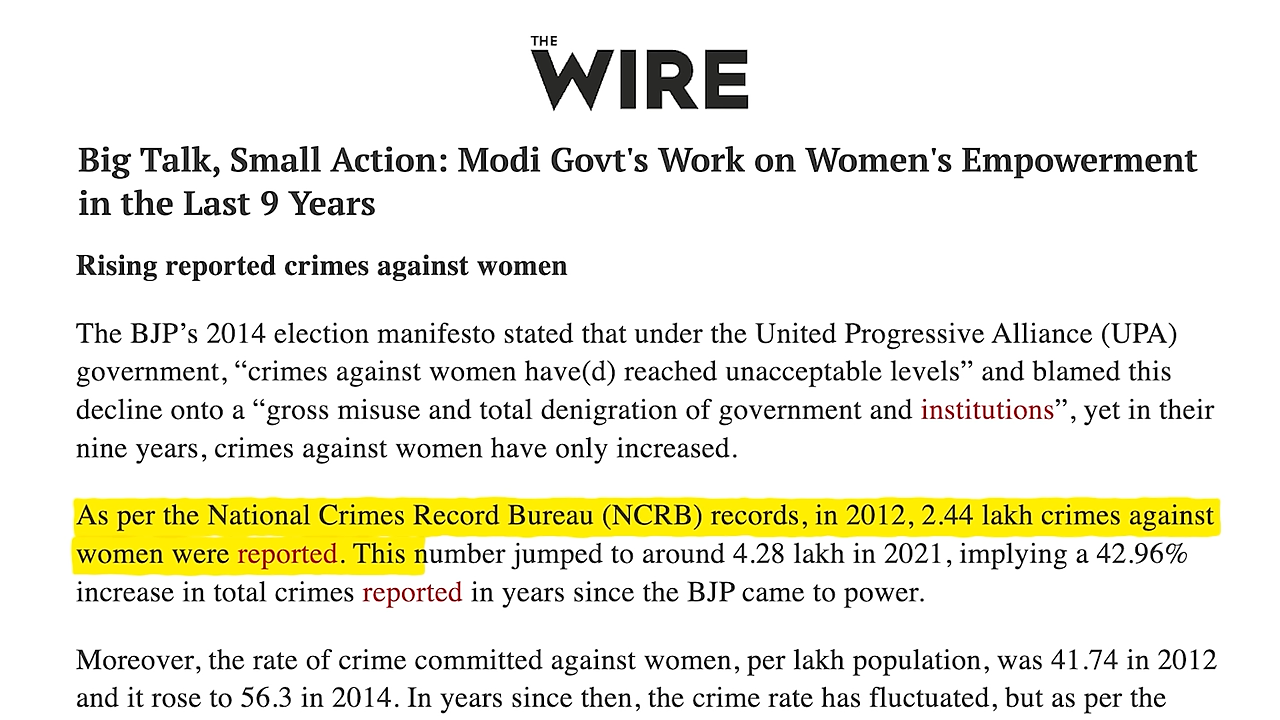 THE
WIRE
Big Talk, Small Action: Modi Govt's Work on Women's Empowerment
in the Last 9 Years
Rising reported crimes against women
The BJP’s 2014 election manifesto stated that under the United Progressive Alliance (UPA)
government, “crimes against women have(d) reached unacceptable levels” and blamed this
decline onto a “gross misuse and total denigration of government and institutions”, yet in their
nine years, crimes against women have only increased.
As per the National Crimes Record Bureau (NCRB) records, in 2012, 2.44 lakh crimes against
women were reported. This number jumped to around 4.28 lakh in 2021, implying a 42.96%
increase in total crimes reported in years since the BJP came to power.
Moreover, the rate of crime committed against women, per lakh population, was 41.74 in 2012
and it rose to 56.3 in 2014. In years since then, the crime rate has fluctuated, but as per the